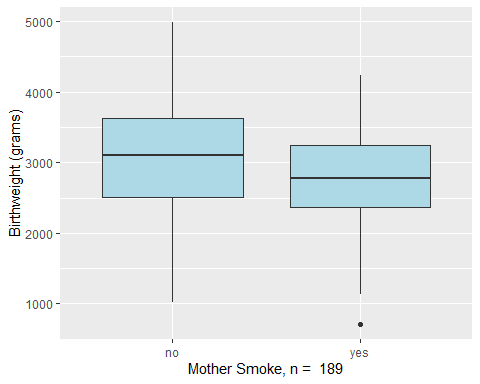 Birthweight (grams)
5000
4000
3000
2000
1000
no yes
Mother Smoke, n =  189